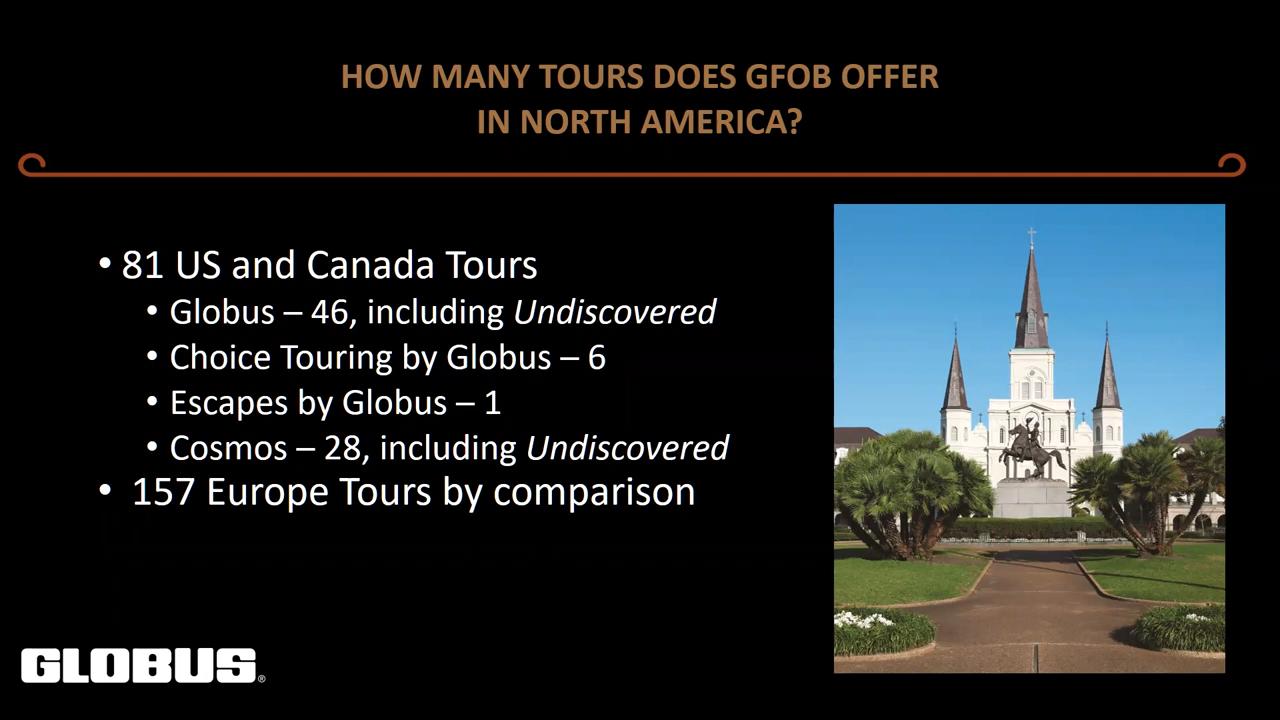 HOW MANY TOURS DOES GFOB OFFER
IN NORTH AMERICA?
• 81 US and Canada Tours
• Globus – 46, including Undiscovered
• Choice Touring by Globus – 6
• Escapes by Globus – 1
• Cosmos – 28, including Undiscovered
• 157 Europe Tours by comparison
GLOBUS®